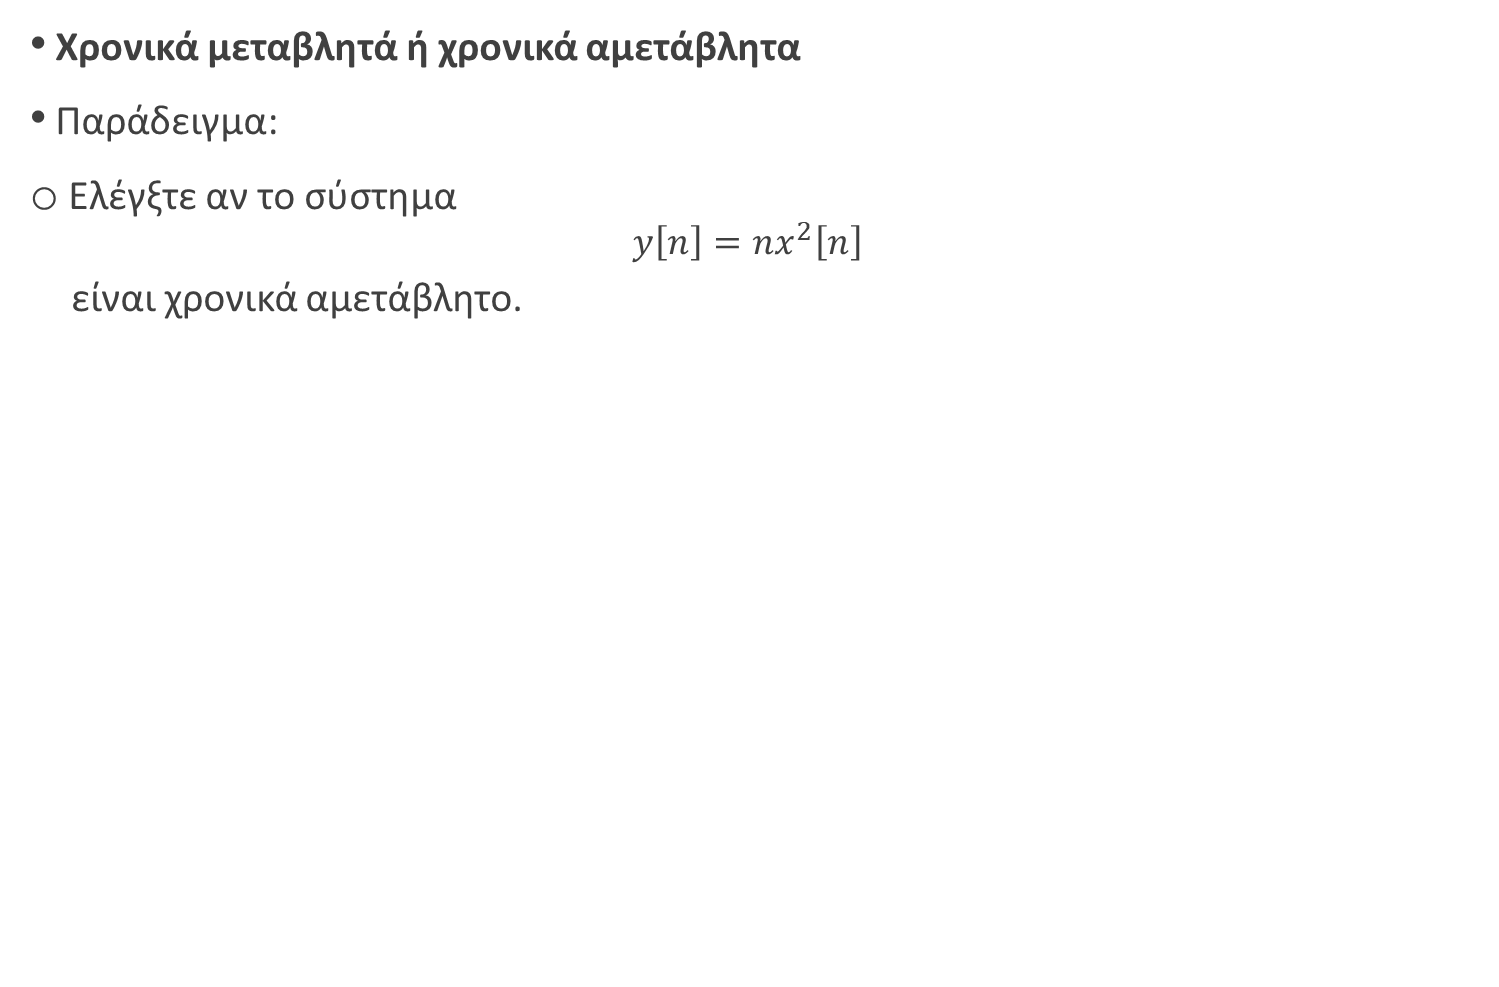 • Χρονικά μεταβλητά ή χρονικά αμετάβλητα
• Παράδειγμα:
○ Ελέγξτε αν το σύστημα
y[n] = nx²[n]
είναι χρονικά αμετάβλητο.